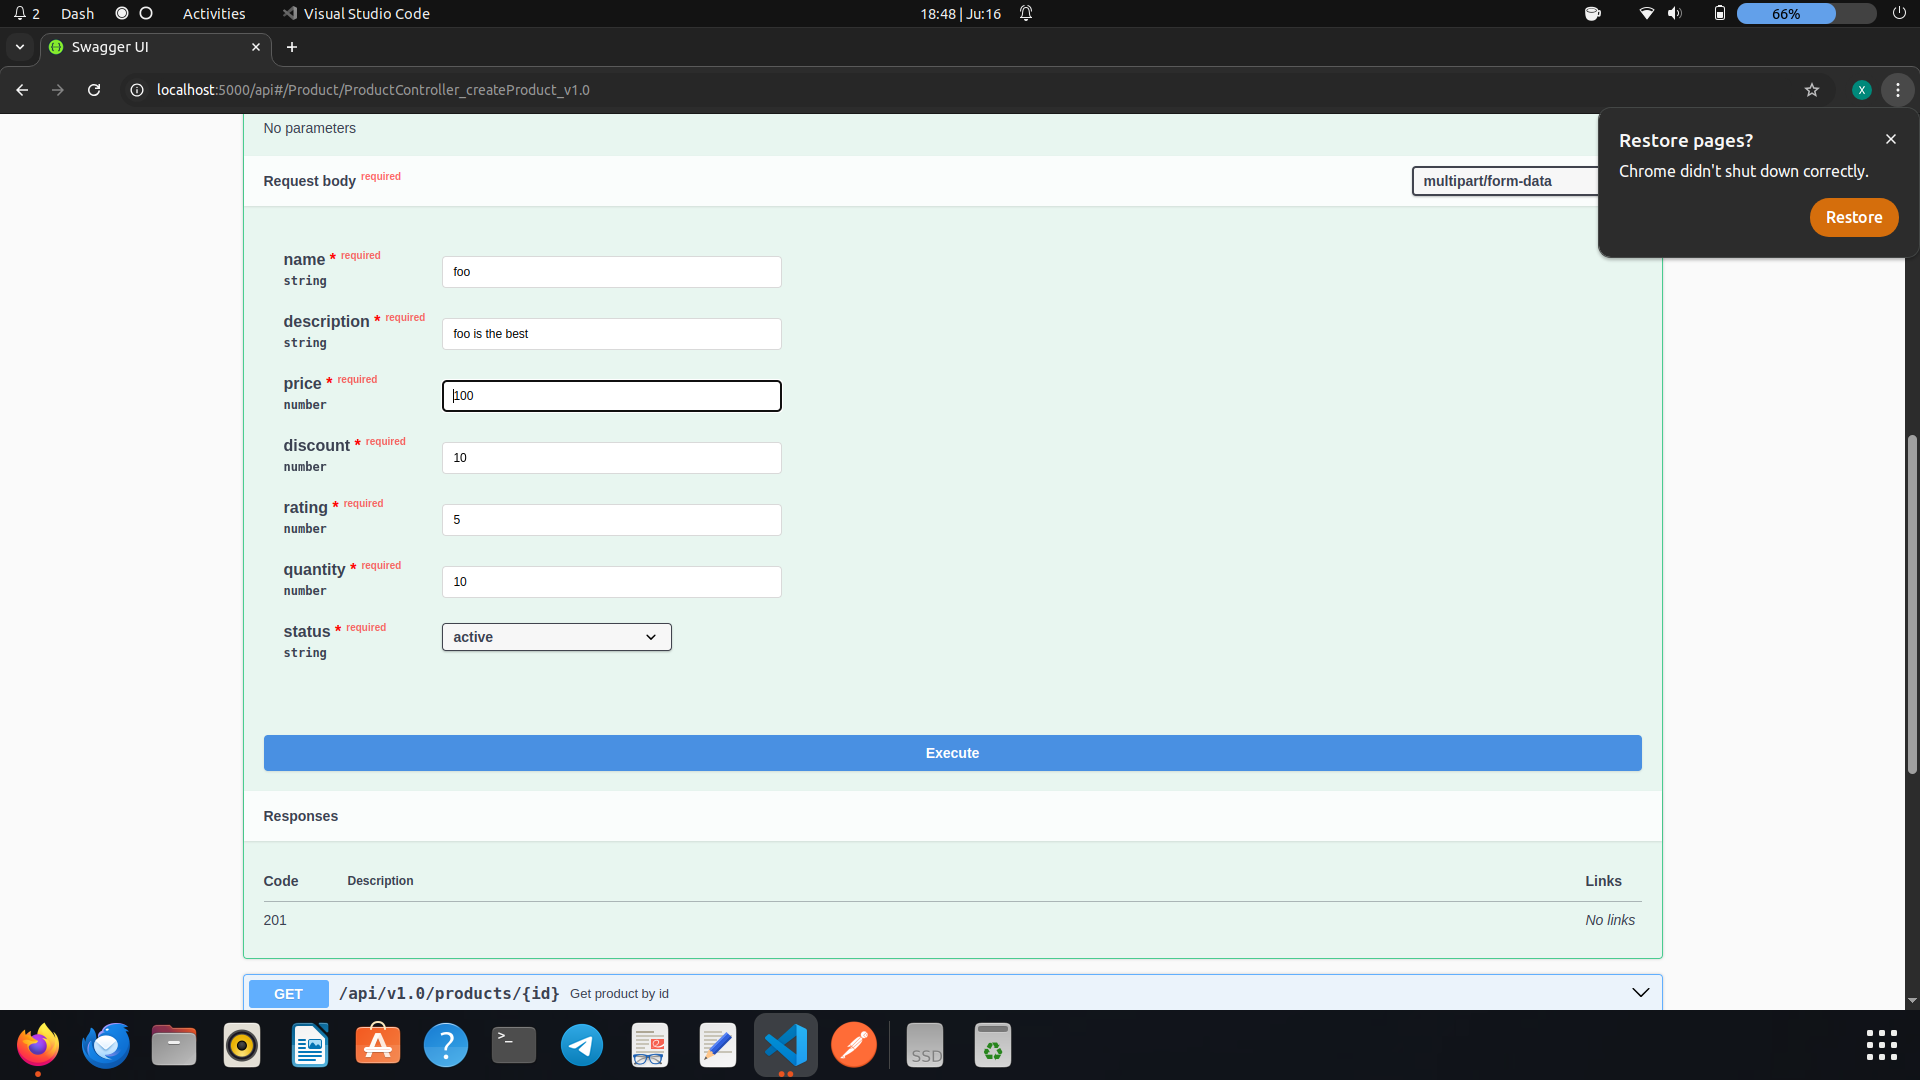 2 Dash Activities Visual Studio Code 18:48 | Ju:16 66%
Swagger UI
localhost:5000/api#/Product/ProductController_createProduct_v1.0 X
No parameters
Restore pages?
Chrome didn't shut down correctly.
Restore
Request body required multipart/form-data
name * required
string
foo
description * required
string
foo is the best
price * required
number
100
discount * required
number
10
rating * required
number
5
quantity * required
number
10
status * required
string
active
Execute
Responses
Code Description Links
201 No links
GET /api/v1.0/products/{id} Get product by id
SSD